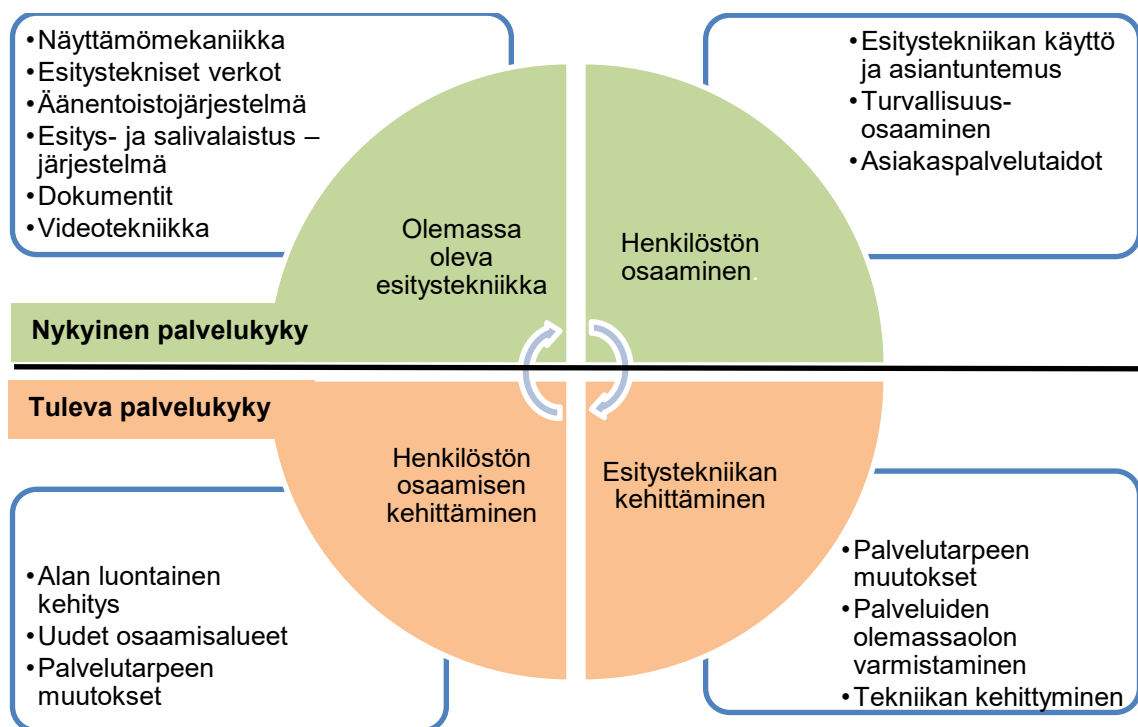 •Näyttämömekaniikka
•Esitystekniset verkot
•Äänentoistojärjestelmä
•Esitys- ja salivalaistus –
järjestelmä
•Dokumentit
•Videotekniikka
•Esitystekniikan käyttö
ja asiantuntemus
•Turvallisuus-
osaaminen
•Asiakaspalvelutaidot
Olemassa
oleva
esitystekniikka
Henkilöstön
osaaminen.
Nykyinen palvelukyky
Tuleva palvelukyky
Henkilöstön
osaamisen
kehittäminen
Esitystekniikan
kehittäminen
•Alan luontainen
kehitys
•Uudet osaamisalueet
•Palvelutarpeen
muutokset
•Palvelutarpeen
muutokset
•Palveluiden
olemassaolon
varmistaminen
•Tekniikan kehittyminen